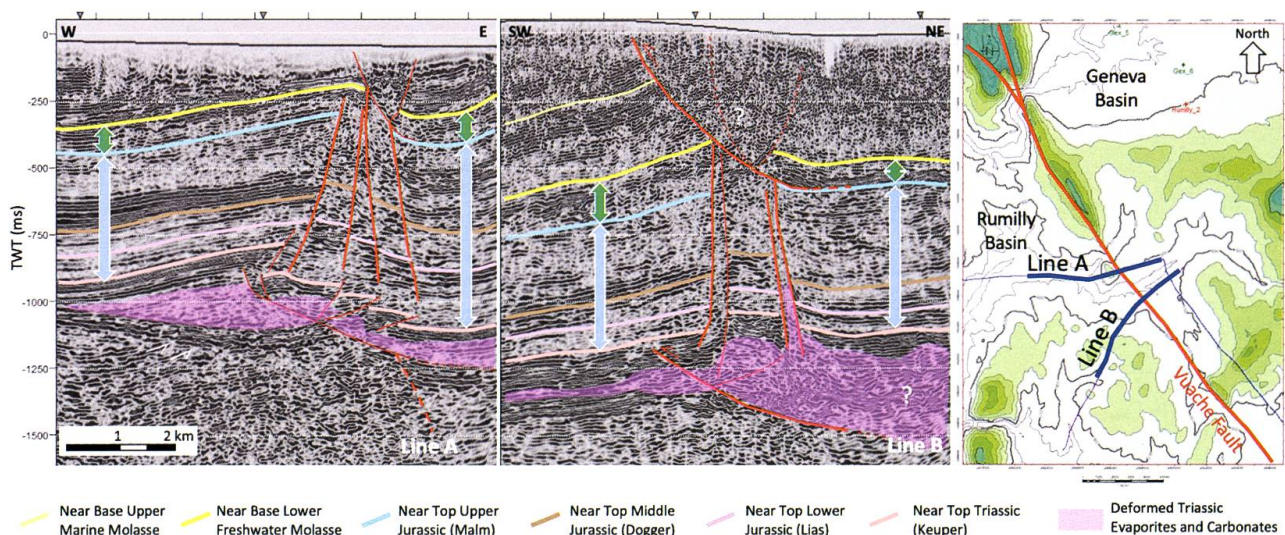 W
E
SW
NE
North
Gex_5
Gex_6
Geneva
Basin
Humilly_2
Rumilly
Basin
Line A
Line B
Vuache Fault
0
-250
-500
-750
-1000
-1250
-1500
TWT (ms)
?
?
1 2 km
Line A
Line B
Near Base Upper
Marine Molasse
Near Base Lower
Freshwater Molasse
Near Top Upper
Jurassic (Malm)
Near Top Middle
Jurassic (Dogger)
Near Top Lower
Jurassic (Lias)
Near Top Triassic
(Keuper)
Deformed Triassic
Evaporites and Carbonates